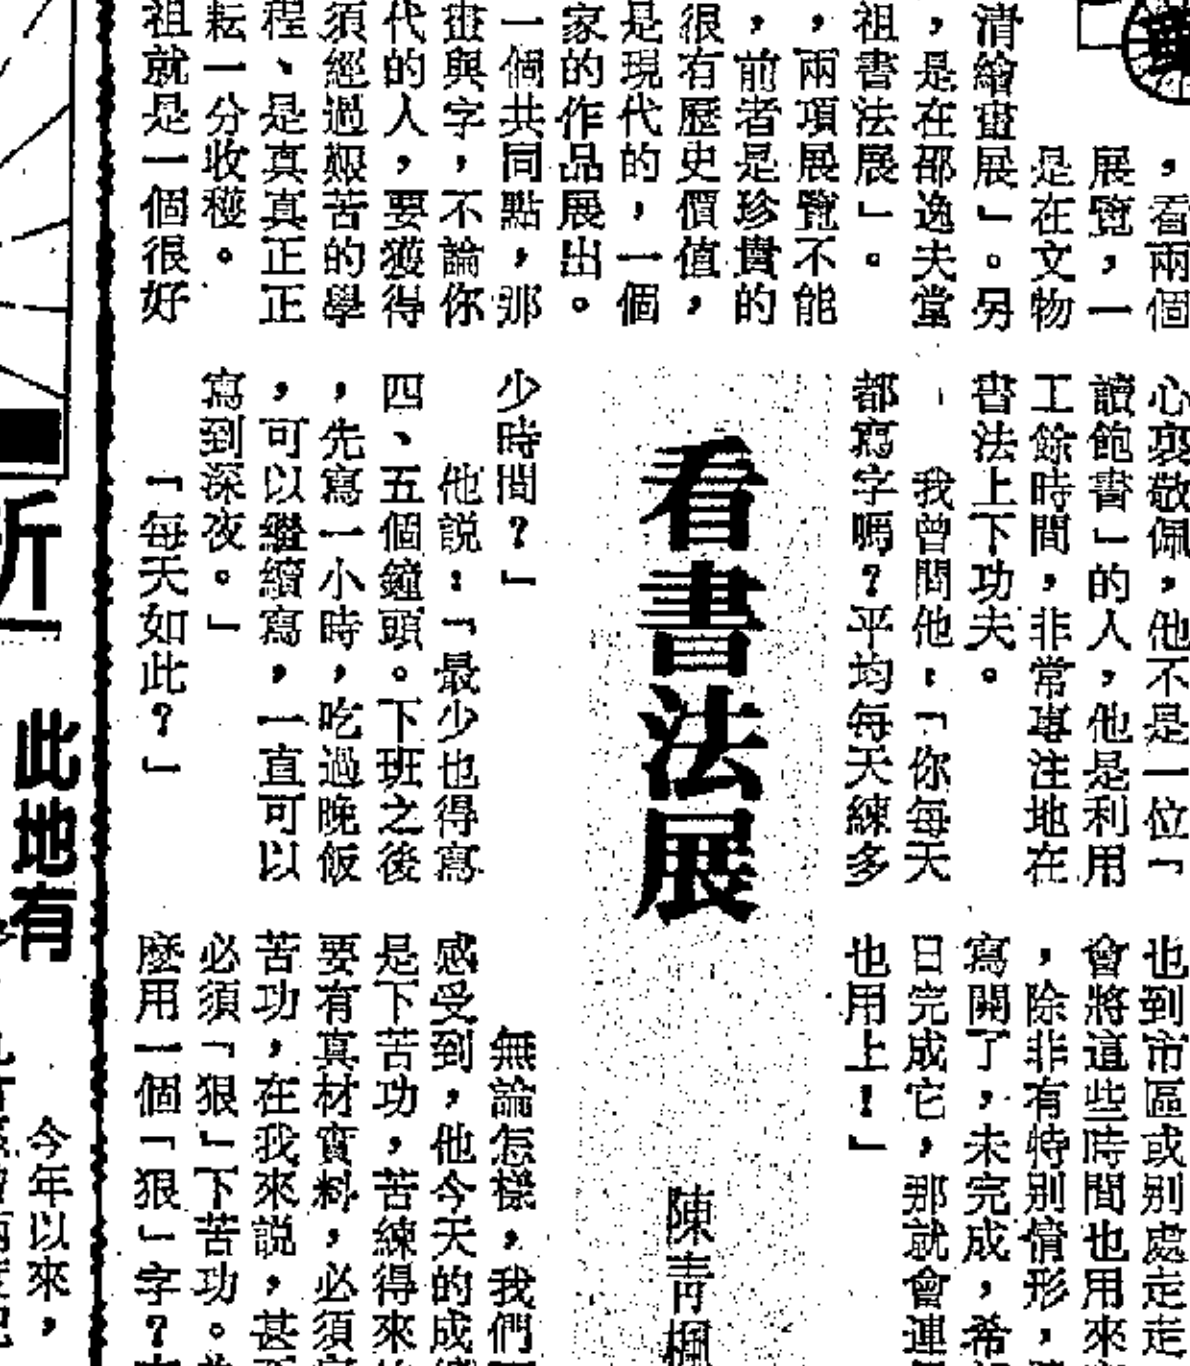 ，看兩個
展覽，一
是在文物
清繪畫展」。另
，是在邵逸夫堂
祖書法展」。
，兩項展覽不能
，前者是珍貴的
很有歷史價值，
是現代的，一個
家的作品展出。
一個共同點，那
畫與字，不論你
代的人，要獲得
須經過艱苦的學
程、是真真正正
耘一分收穫。
祖就是一個很好
心裏敬佩，他不是一位「
讀飽書」的人，他是利用
工餘時間，非常專注地在
書法上下功夫。
我曾問他：「你每天
都寫字嗎？平均每天練多
看書法展
陳青楓
少時間？」
他説：「最少也得寫
四、五個鐘頭。下班之後
，先寫一小時，吃過晚飯
，可以繼續寫，一直可以
寫到深夜。」
「每天如此？」
也到市區或别處走走
會將這些時間也用來
，除非有特别情形，
寫開了，未完成，希
日完成它，那就會連
也用上！」
無論怎樣，我們
感受到，他今天的成
是下苦功，苦練得來
要有真材實料，必須
苦功，在我來説，甚
必須「狠」下苦功。
麼用一個「狠」字？
此地有
今年以來，